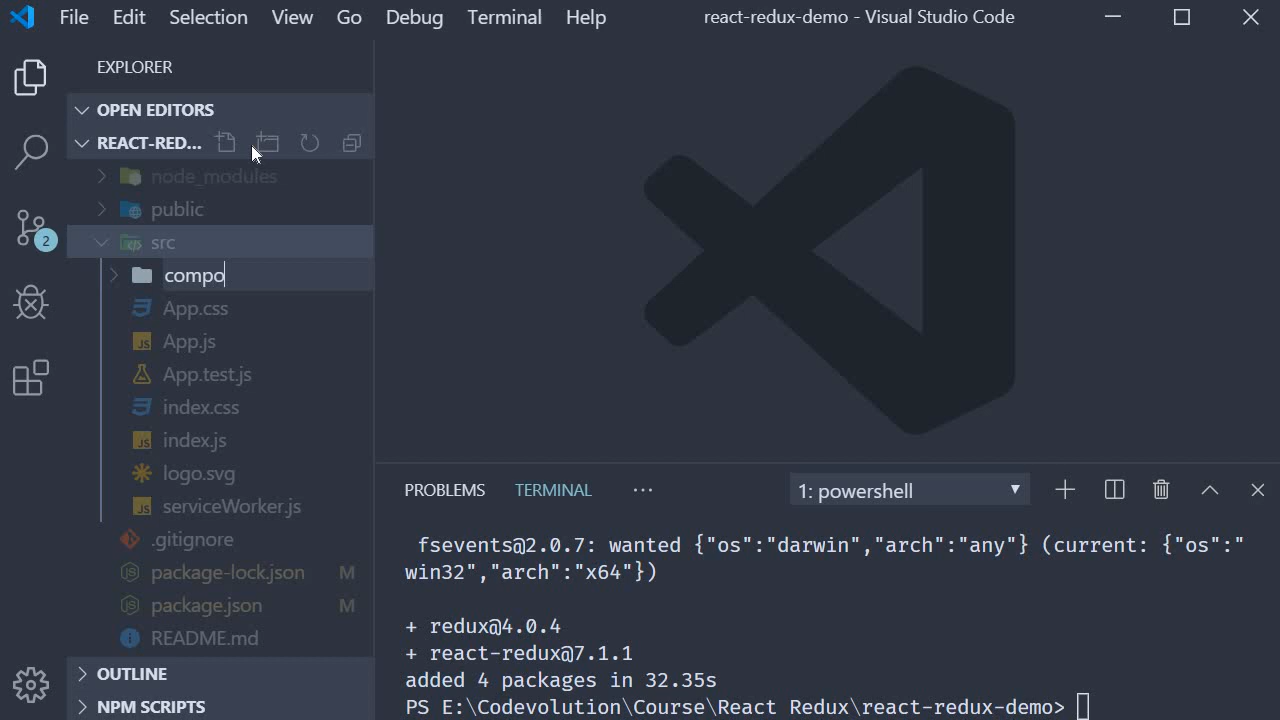 File Edit Selection View Go Debug Terminal Help react-redux-demo - Visual Studio Code
EXPLORER
OPEN EDITORS
REACT-RED...
node_modules
public
src
compo
App.css
JS App.js
App.test.js
index.css
JS index.js
logo.svg
JS serviceWorker.js
.gitignore
package-lock.json M
package.json M
README.md
OUTLINE
NPM SCRIPTS
2
PROBLEMS TERMINAL ··· 1: powershell
fsevents@2.0.7: wanted {"os":"darwin","arch":"any"} (current: {"os":"
win32","arch":"x64"})
+ redux@4.0.4
+ react-redux@7.1.1
added 4 packages in 32.35s
PS E:\Codevolution\Course\React Redux\react-redux-demo>